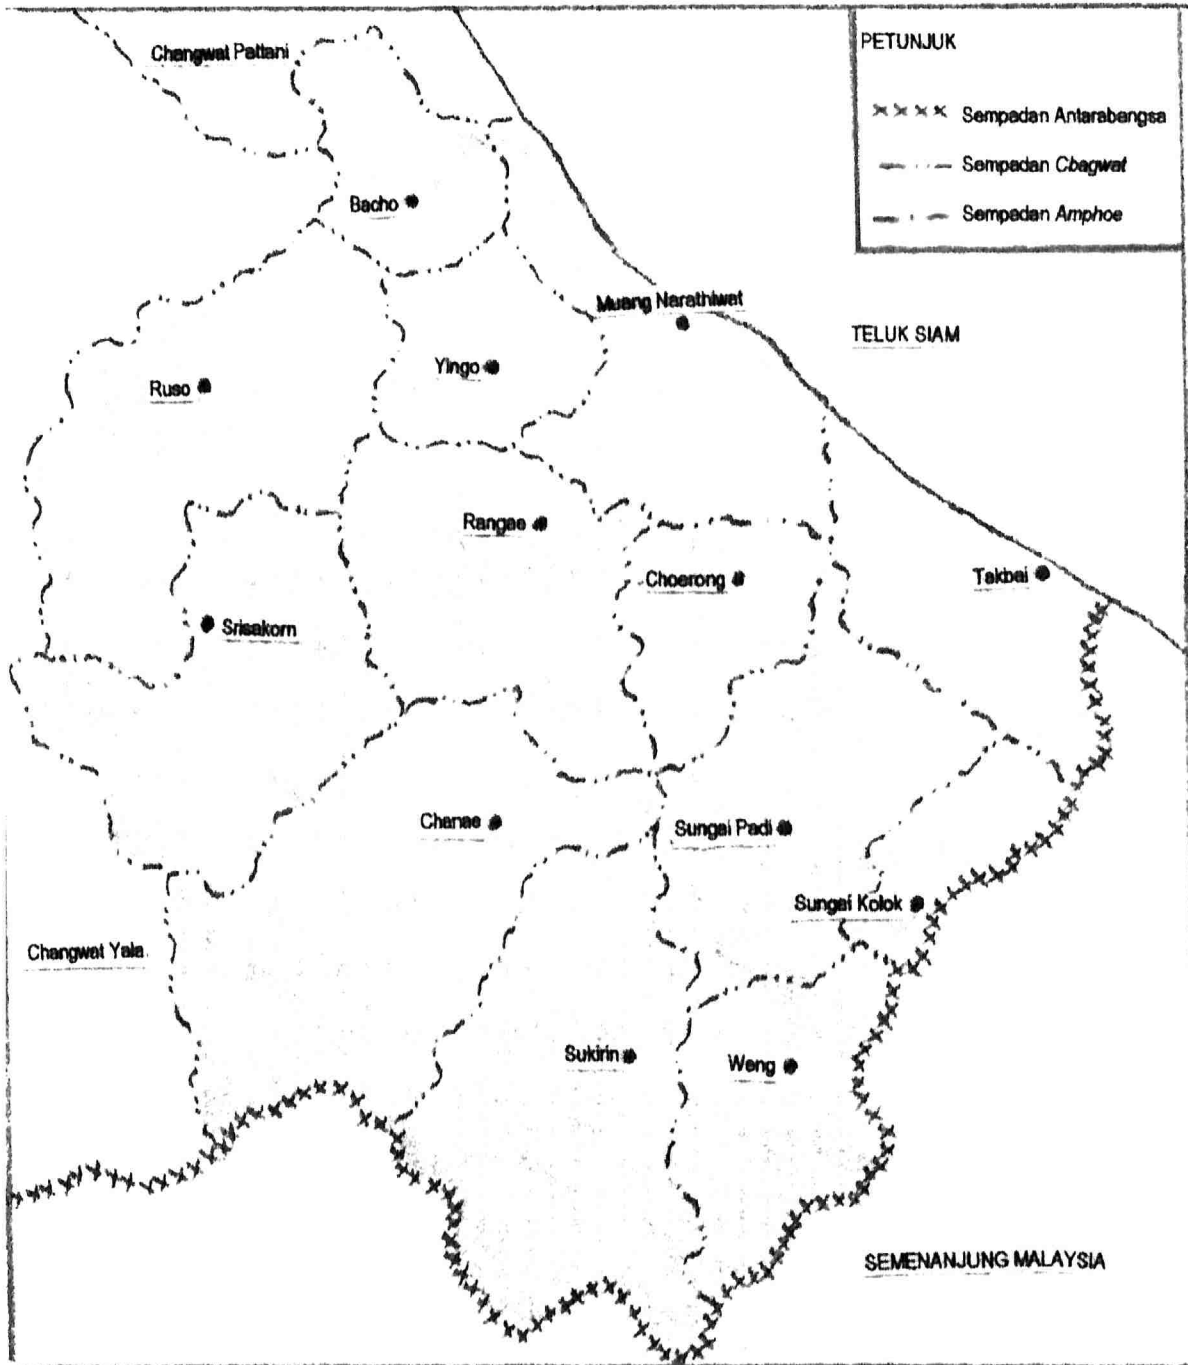 Changwat Pattani
PETUNJUK
Sempadan Antarabangsa
Sempadan Cbagwat
Sempadan Amphoe
Bacho
Muang Narathiwat
TELUK SIAM
Yingo
Ruso
Rangae
Choerong
Takbai
Srisakorn
Chanae
Sungai Padi
Sungai Kolok
Changwat Yala
Sukirin
Weng
SEMENANJUNG MALAYSIA